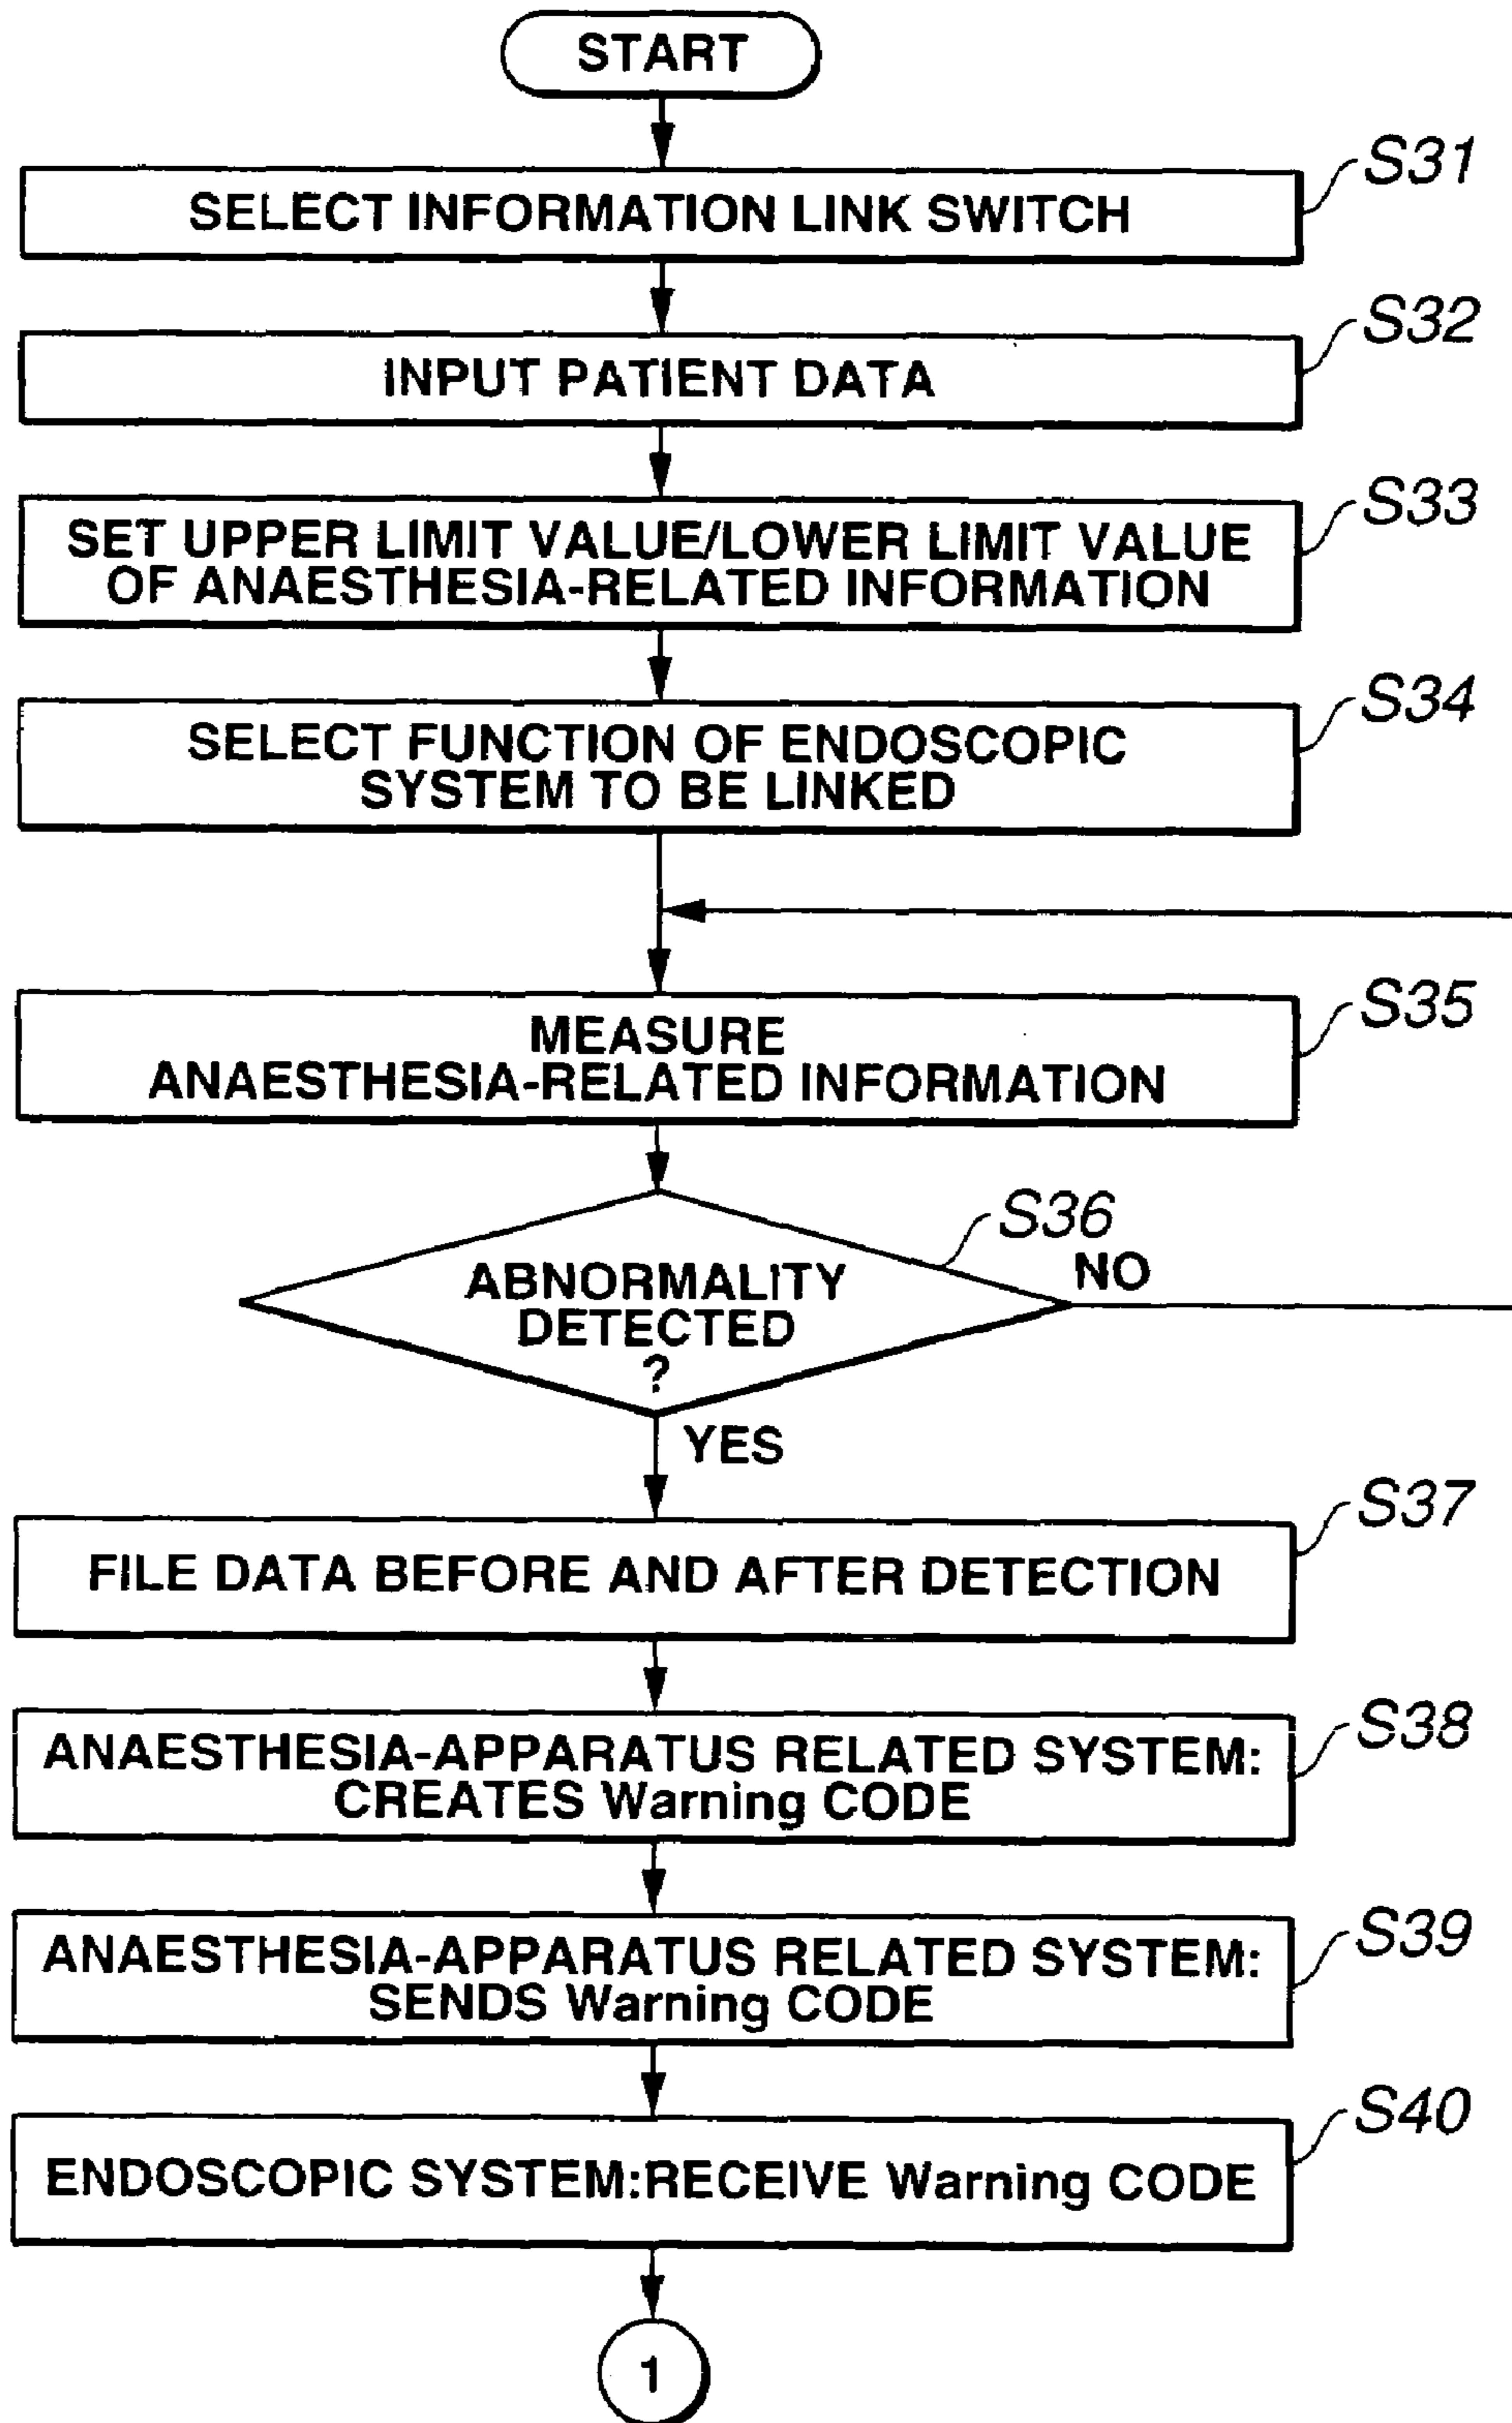 START
S31
SELECT INFORMATION LINK SWITCH
S32
INPUT PATIENT DATA
S33
SET UPPER LIMIT VALUE/LOWER LIMIT VALUE
OF ANAESTHESIA-RELATED INFORMATION
S34
SELECT FUNCTION OF ENDOSCOPIC
SYSTEM TO BE LINKED
S35
MEASURE
ANAESTHESIA-RELATED INFORMATION
S36
NO
ABNORMALITY
DETECTED
?
YES
S37
FILE DATA BEFORE AND AFTER DETECTION
S38
ANAESTHESIA-APPARATUS RELATED SYSTEM:
CREATES Warning CODE
S39
ANAESTHESIA-APPARATUS RELATED SYSTEM:
SENDS Warning CODE
S40
ENDOSCOPIC SYSTEM:RECEIVE Warning CODE
1